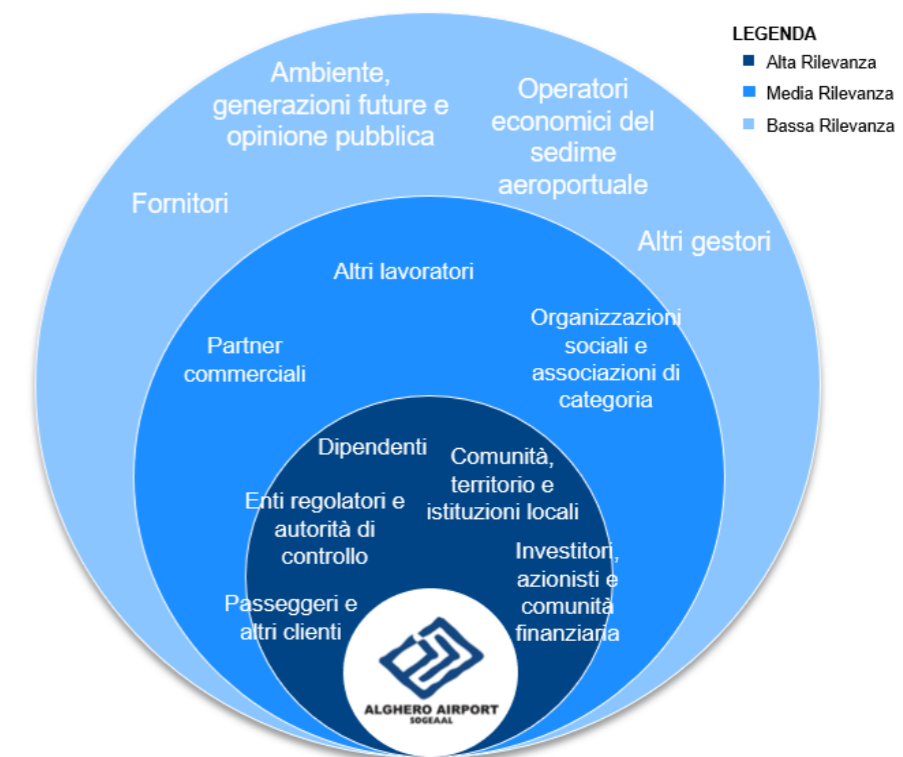 LEGENDA
Alta Rilevanza
Media Rilevanza
Bassa Rilevanza
Ambiente,
generazioni future e
opinione pubblica
Operatori
economici del
sedime
aeroportuale
Fornitori
Altri gestori
Altri lavoratori
Partner
commerciali
Organizzazioni
sociali e
associazioni di
categoria
Dipendenti
Comunità,
territorio e
istituzioni locali
Enti regolatori e
autorità di
controllo
Investitori,
azionisti e
comunità
finanziaria
Passeggeri e
altri clienti
ALGHERO AIRPORT
SOGEAAL